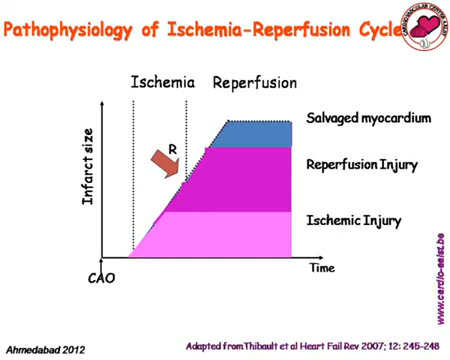 Pathophysiology of Ischemia-Reperfusion Cycle
Ischemia Reperfusion
Salvaged myocardium
R
Reperfusion Injury
Infarct size
Ischemic Injury
Time
CAO
www.cardio-aalst.be
Ahmedabad 2012
Adapted from Thibault et al Heart Fail Rev 2007; 12: 245-248